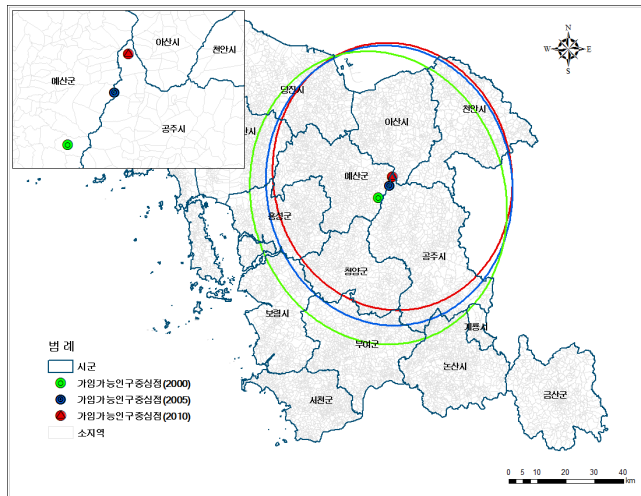 아산시
천안시
예산군
공주시
N
W
E
S
당진시
천안시
아산시
산시
예산군
홍성군
공주시
청양군
보령시
계룡시
부여군
논산시
금산군
서천군
범 례
시군
가임가능인구중심점(2000)
가임가능인구중심점(2005)
가임가능인구중심점(2010)
소지역
0 5 10 20 30 40
km